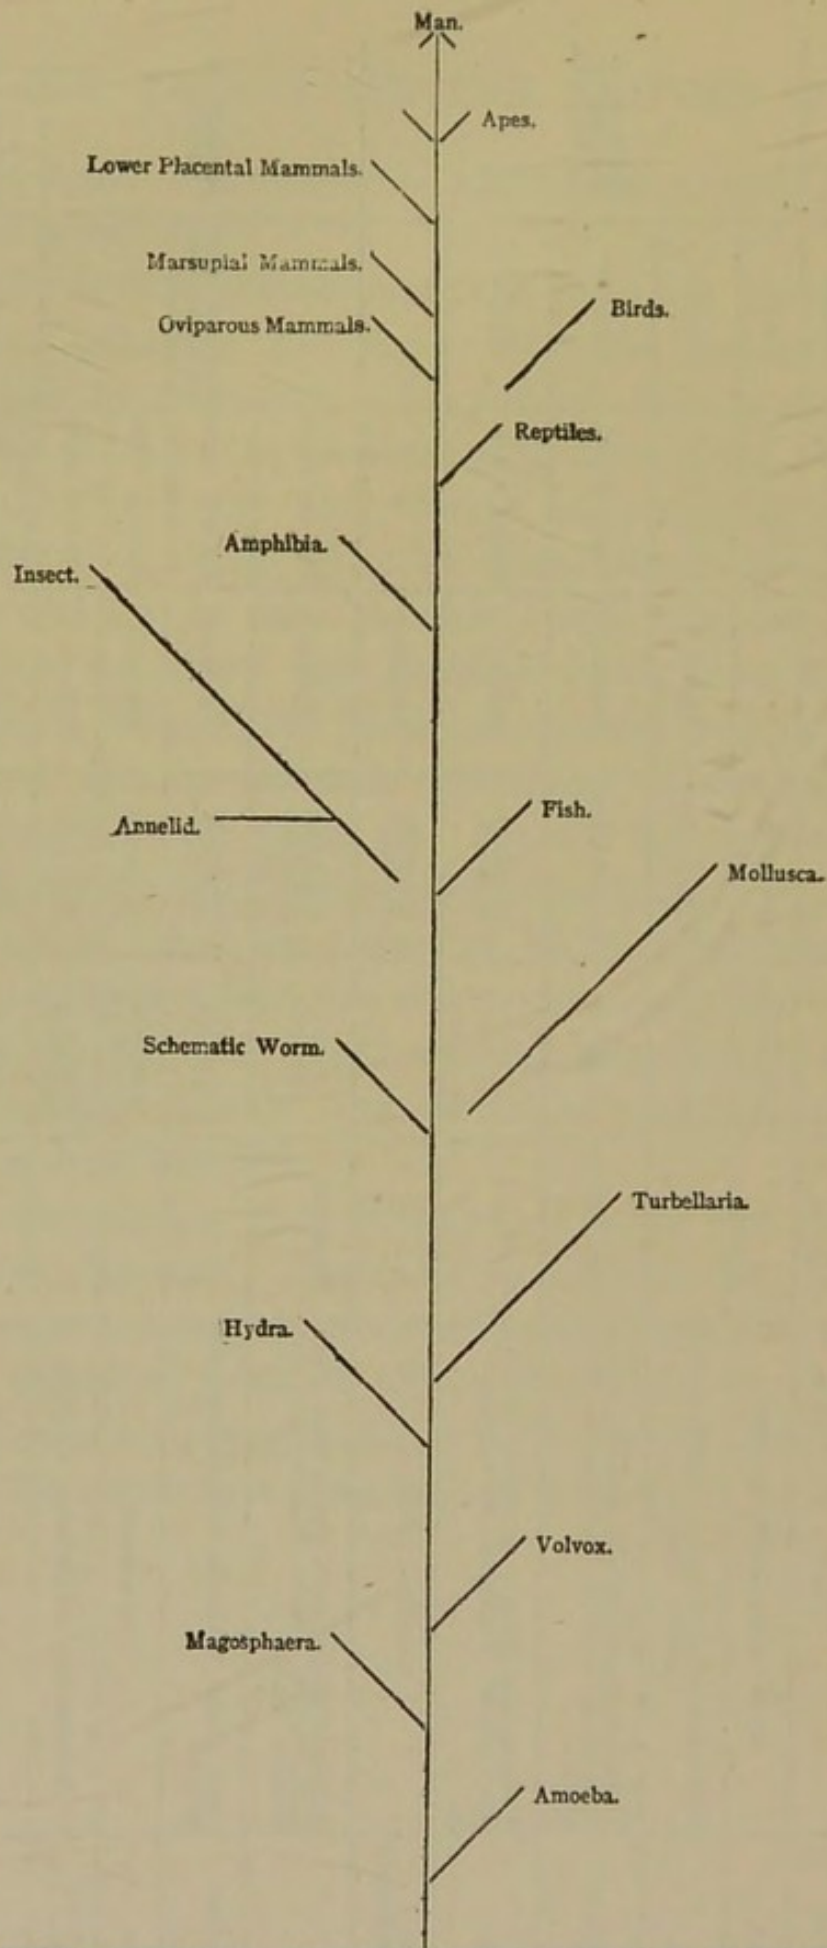 Man.
Apes.
Lower Placental Mammals.
Marsupial Mammals.
Birds.
Oviparous Mammals.
Reptiles.
Amphibia.
Insect.
Fish.
Annelid.
Mollusca.
Schematic Worm.
Turbellaria.
Hydra.
Volvox.
Magosphaera.
Amoeba.